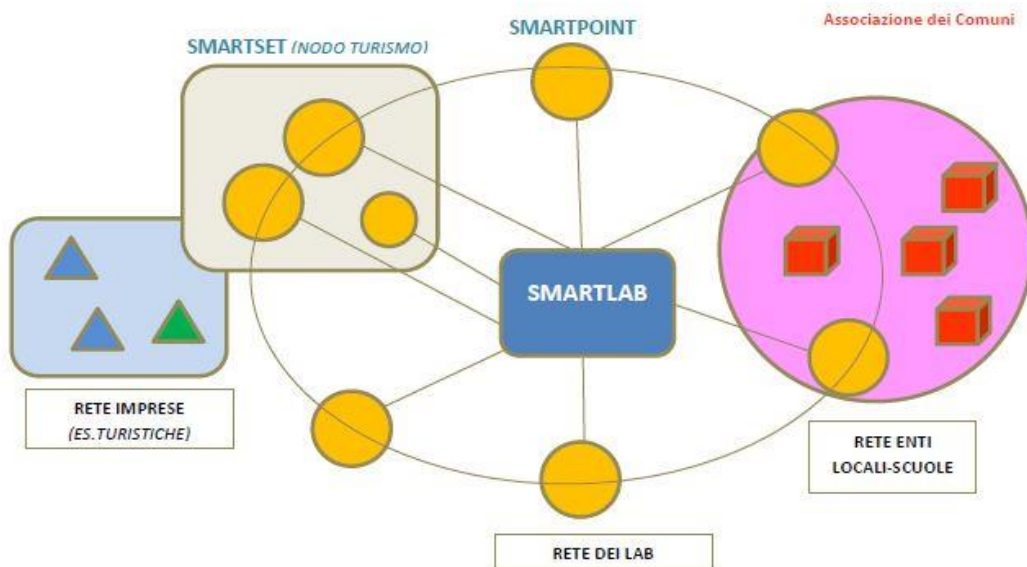 Associazione dei Comuni
SMARTPOINT
SMARTSET (NODO TURISMO)
SMARTLAB
RETE IMPRESE
(ES.TURISTICHE)
RETE ENTI
LOCALI-SCUOLE
RETE DEI LAB